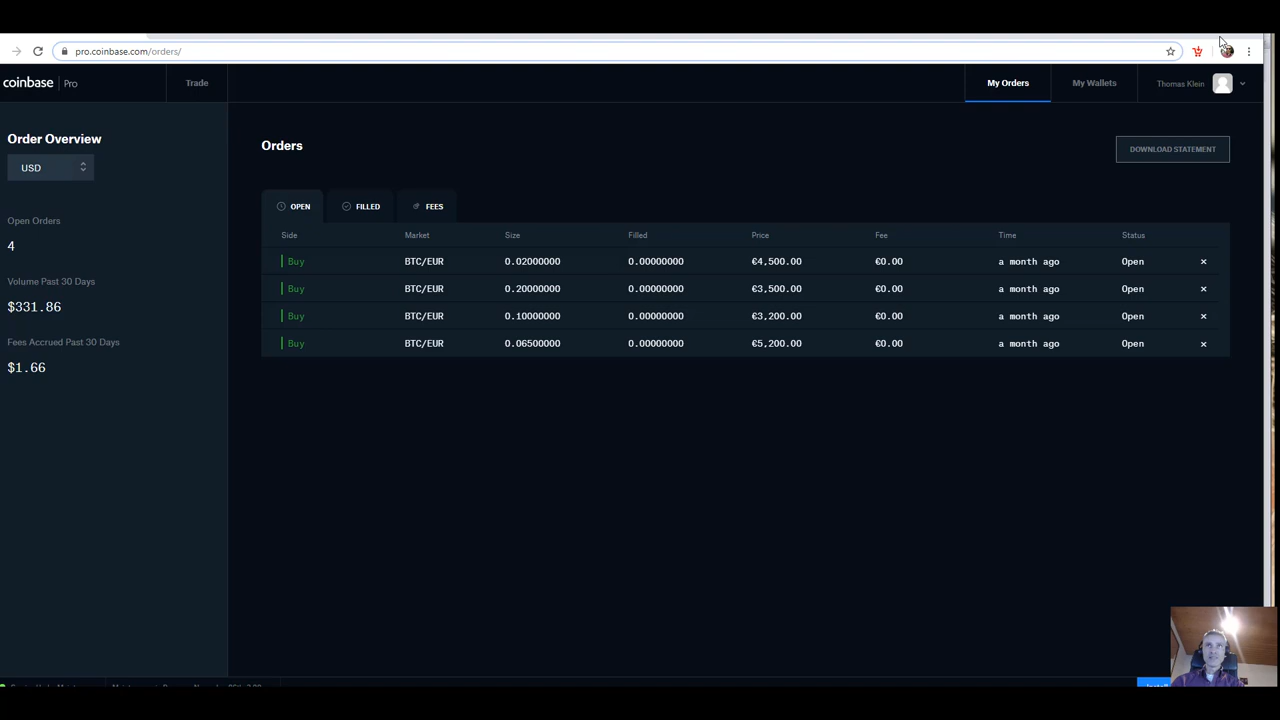 pro.coinbase.com/orders/
coinbase | Pro
Trade
My Orders
My Wallets
Thomas Klein
Order Overview
USD
Open Orders
4
Volume Past 30 Days
$331.86
Fees Accrued Past 30 Days
$1.66
Orders
DOWNLOAD STATEMENT
OPEN FILLED FEES
Side Market Size Filled Price Fee Time Status
Buy BTC/EUR 0.02000000 0.00000000 €4,500.00 €0.00 a month ago Open ×
Buy BTC/EUR 0.20000000 0.00000000 €3,500.00 €0.00 a month ago Open ×
Buy BTC/EUR 0.10000000 0.00000000 €3,200.00 €0.00 a month ago Open ×
Buy BTC/EUR 0.06500000 0.00000000 €5,200.00 €0.00 a month ago Open ×
Install